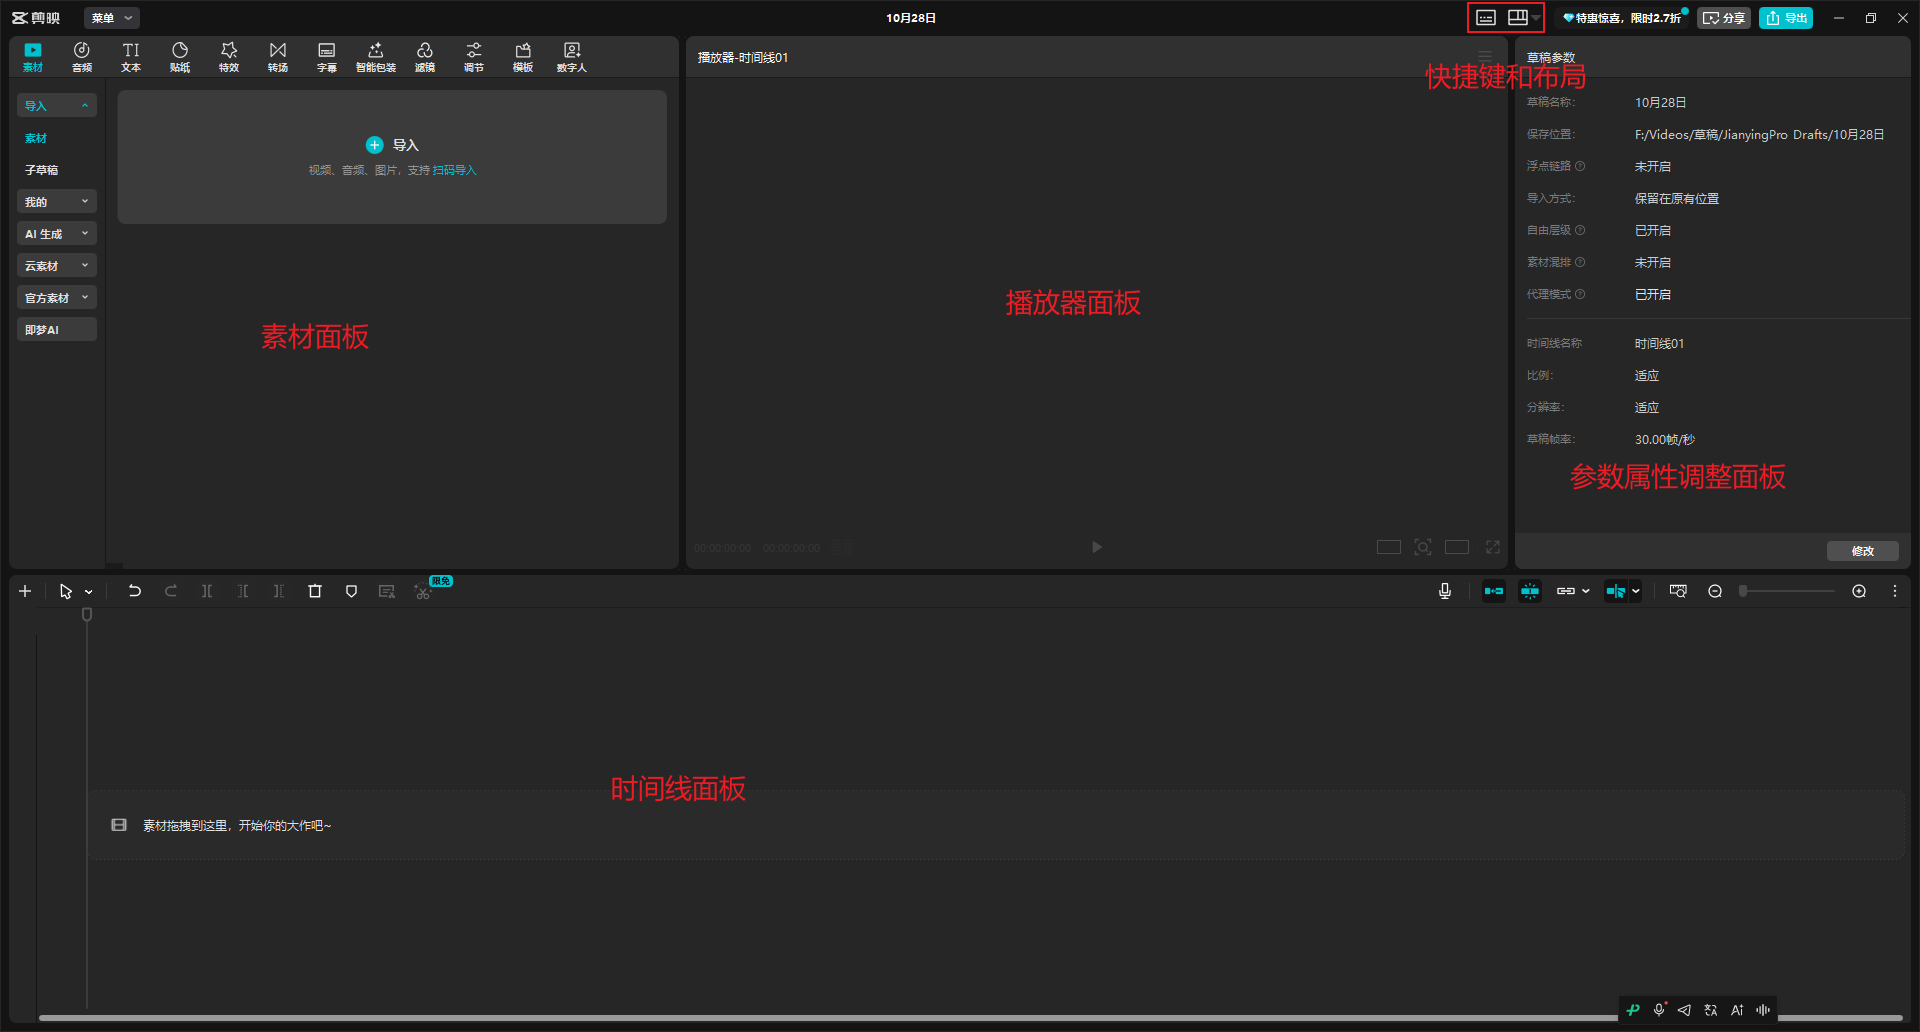 剪映
菜单
10月28日
特惠惊喜，限时2.7折
分享
导出
素材
音频
文本
贴纸
特效
转场
字幕
智能包装
滤镜
调节
模板
数字人
导入
素材
子草稿
我的
AI 生成
云素材
官方素材
即梦AI
导入
视频、音频、图片，支持 扫码导入
素材面板
播放器-时间线01
播放器面板
00:00:00:00 00:00:00:00
快捷键和布局
草稿参数
草稿名称： 10月28日
保存位置： F:/Videos/草稿/JianyingPro Drafts/10月28日
浮点链路 未开启
导入方式： 保留在原有位置
自由层级 已开启
素材混排 未开启
代理模式 已开启
时间线名称 时间线01
比例： 适应
分辨率： 适应
草稿帧率： 30.00帧/秒
参数属性调整面板
修改
限免
时间线面板
素材拖拽到这里，开始你的大作吧~